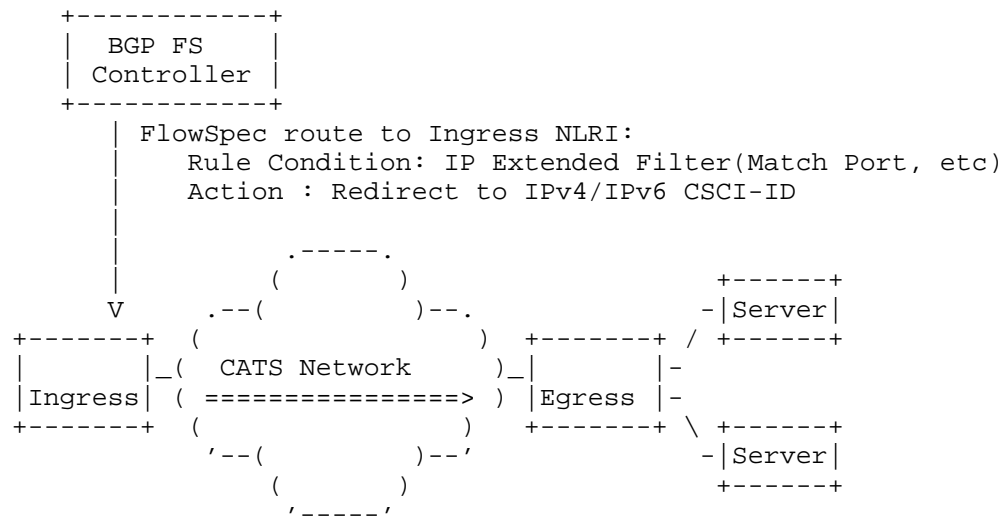 BGP FS
Controller
FlowSpec route to Ingress NLRI:
Rule Condition: IP Extended Filter(Match Port, etc)
Action : Redirect to IPv4/IPv6 CSCI-ID
V
Server
CATS Network
Ingress
Egress
Server